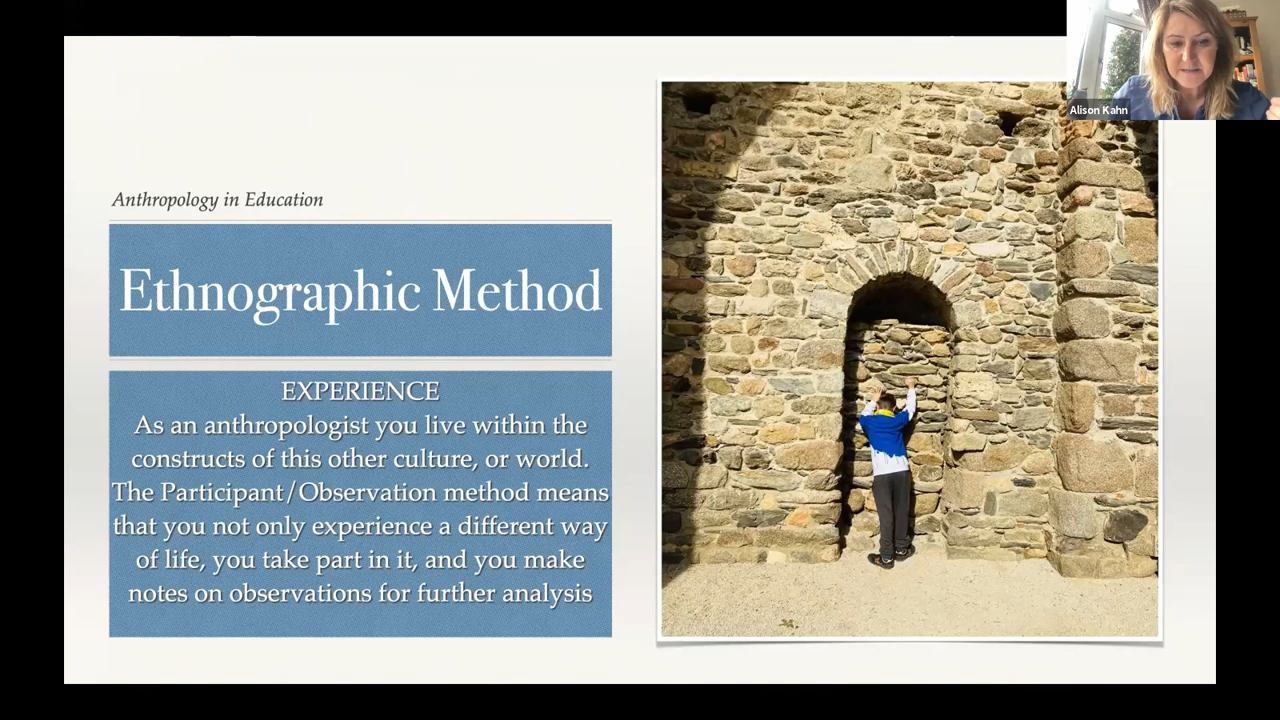 Alison Kahn
Anthropology in Education
Ethnographic Method
EXPERIENCE
As an anthropologist you live within the
constructs of this other culture, or world.
The Participant/Observation method means
that you not only experience a different way
of life, you take part in it, and you make
notes on observations for further analysis